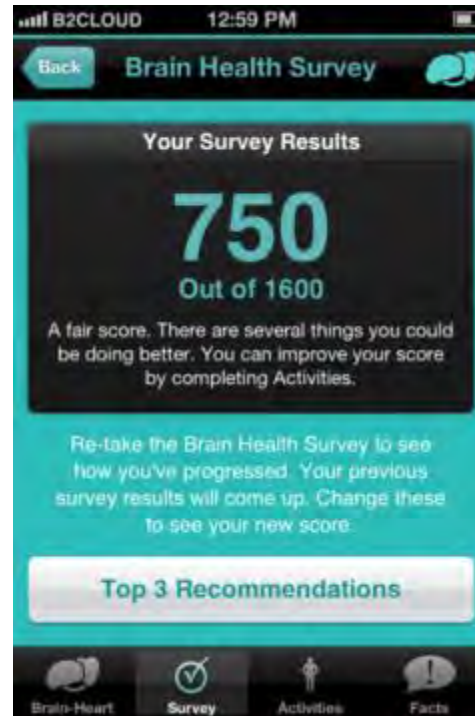 B2CLOUD 12:59 PM
Back Brain Health Survey
Your Survey Results
750
Out of 1600
A fair score. There are several things you could
be doing better. You can improve your score
by completing Activities.
Re-take the Brain Health Survey to see
how you've progressed. Your previous
survey results will come up. Change these
to see your new score.
Top 3 Recommendations
Brain-Heart Survey Activities Facts